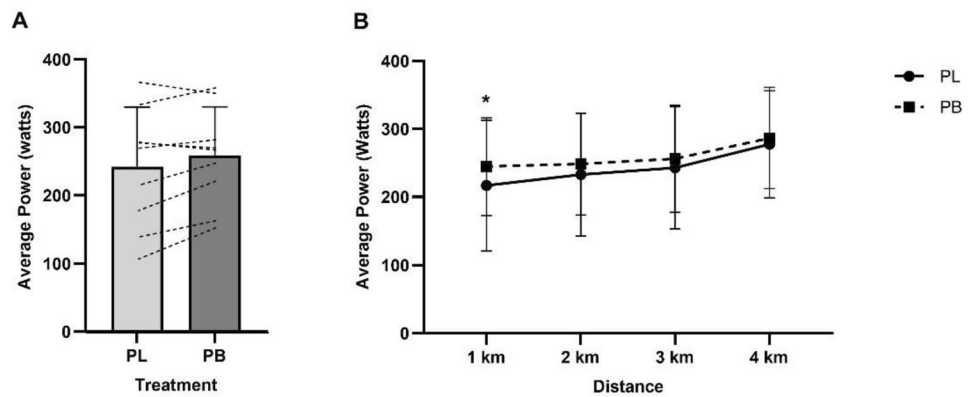 A
Average Power (watts)
400
300
200
100
0
PL
PB
Treatment
B
Average Power (Watts)
400
300
200
100
0
*
1 km
2 km
3 km
4 km
Distance
PL
PB